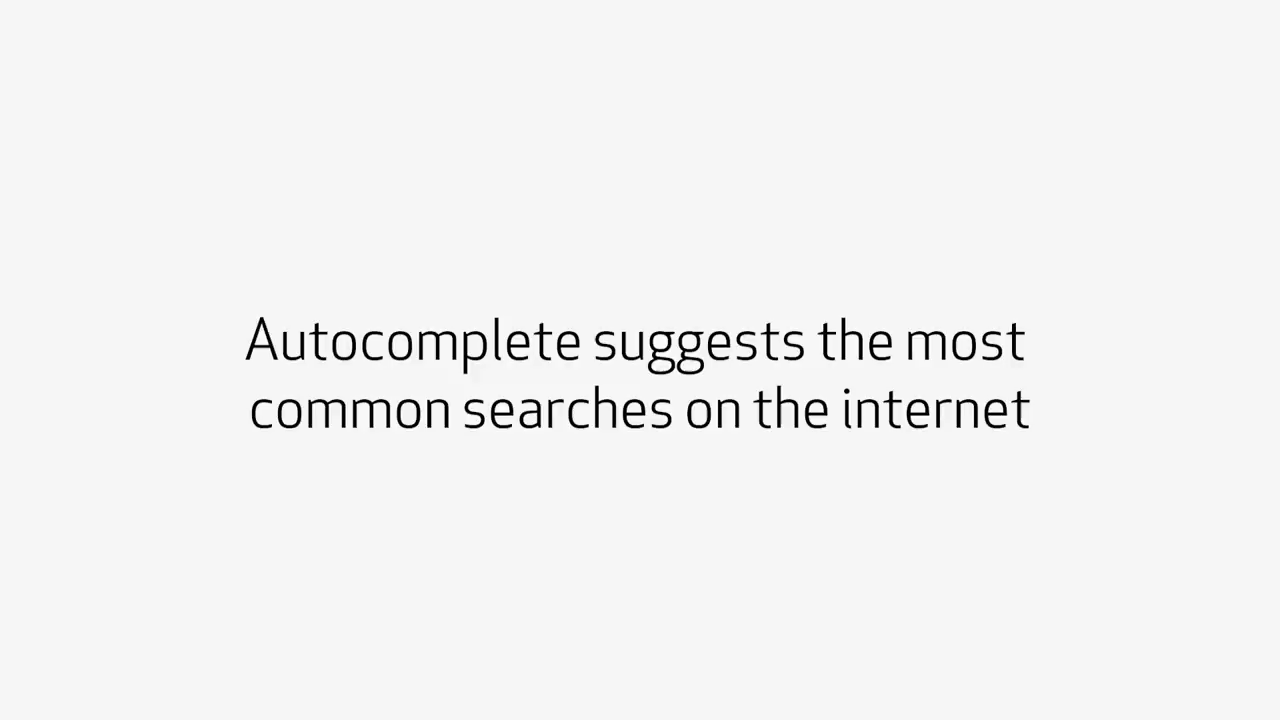 Autocomplete suggests the most
common searches on the internet